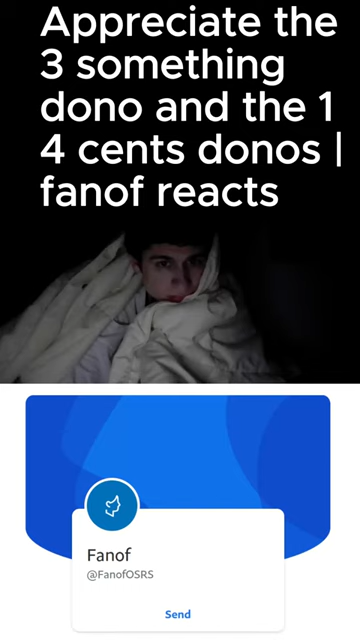 Appreciate the
3 something
dono and the 1
4 cents donos |
fanof reacts
Fanof
@FanofOSRS
Send